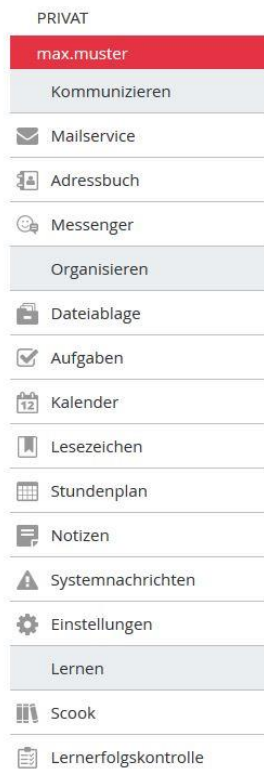 PRIVAT
max.muster
Kommunizieren
Mailservice
Adressbuch
Messenger
Organisieren
Dateiablage
Aufgaben
12 Kalender
Lesezeichen
Stundenplan
Notizen
Systemnachrichten
Einstellungen
Lernen
Scook
Lernerfolgskontrolle